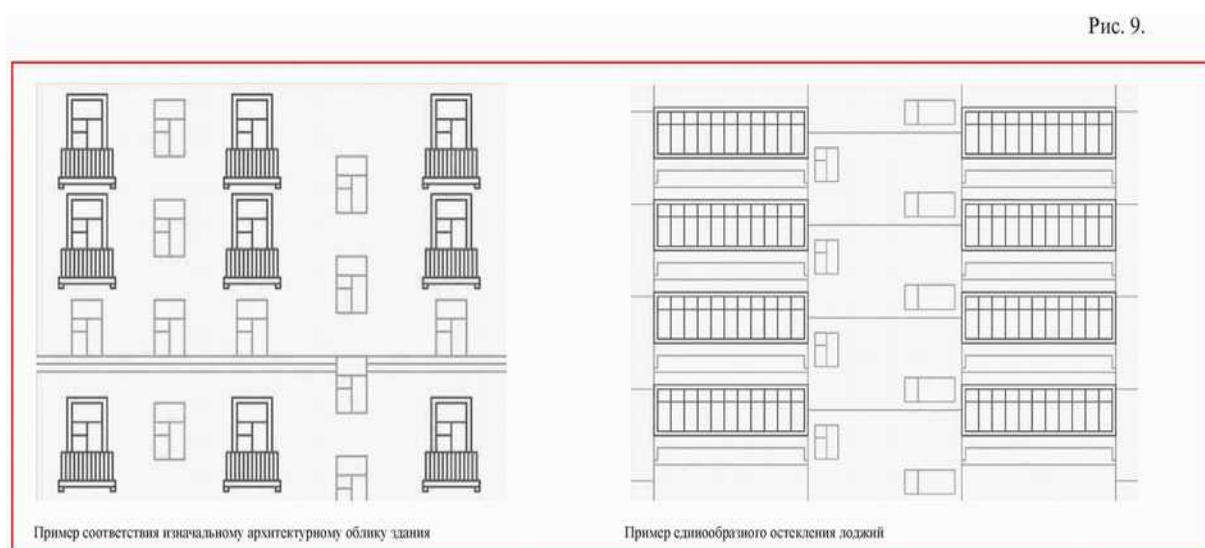 Рис. 9.
Пример соответствия изначальному архитектурному облику здания
Пример единообразного остекления лоджий